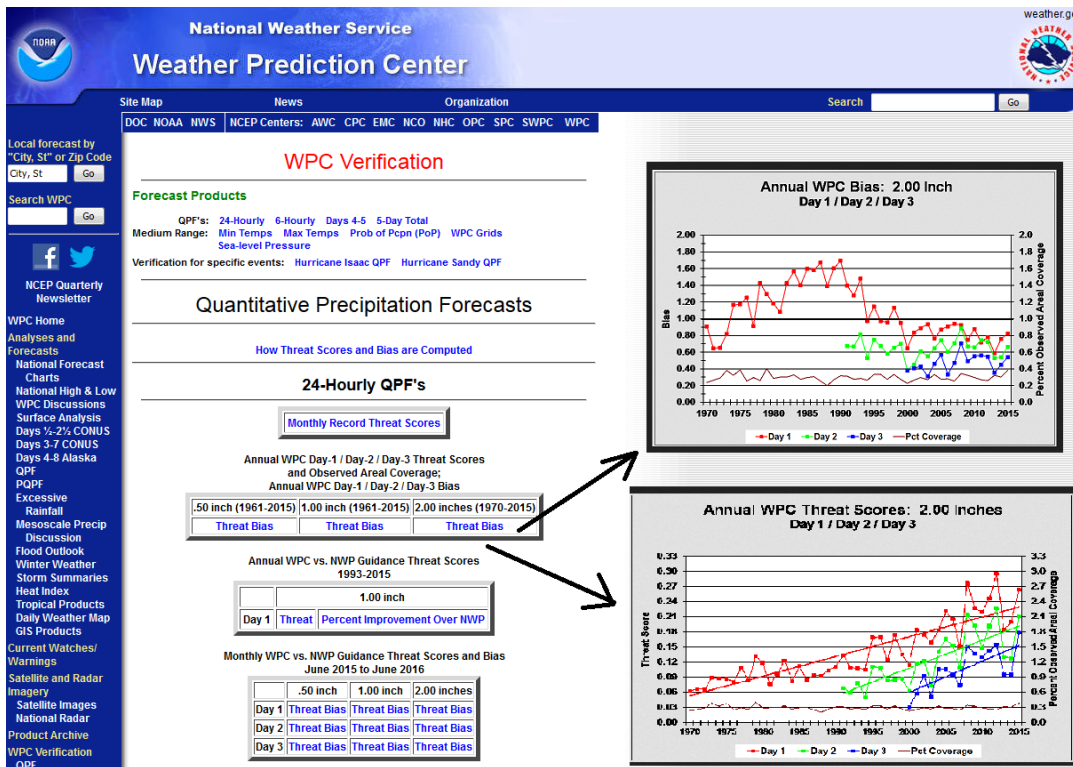 NOAA
National Weather Service
Weather Prediction Center
weather.go
Site Map News Organization Search Go
DOC NOAA NWS NCEP Centers: AWC CPC EMC NCO NHC OPC SPC SWPC WPC
Local forecast by
"City, St" or Zip Code
City, St Go
Search WPC
Go
NCEP Quarterly
Newsletter
WPC Home
Analyses and
Forecasts
National Forecast
Charts
National High & Low
WPC Discussions
Surface Analysis
Days ½-2½ CONUS
Days 3-7 CONUS
Days 4-8 Alaska
QPF
PQPF
Excessive
Rainfall
Mesoscale Precip
Discussion
Flood Outlook
Winter Weather
Storm Summaries
Heat Index
Tropical Products
Daily Weather Map
GIS Products
Current Watches/
Warnings
Satellite and Radar
Imagery
Satellite Images
National Radar
Product Archive
WPC Verification
QPF
WPC Verification
Forecast Products
QPF's: 24-Hourly 6-Hourly Days 4-5 5-Day Total
Medium Range: Min Temps Max Temps Prob of Pcpn (PoP) WPC Grids
Sea-level Pressure
Verification for specific events: Hurricane Isaac QPF Hurricane Sandy QPF
Quantitative Precipitation Forecasts
How Threat Scores and Bias are Computed
24-Hourly QPF's
Monthly Record Threat Scores
Annual WPC Day-1 / Day-2 / Day-3 Threat Scores
and Observed Areal Coverage;
Annual WPC Day-1 / Day-2 / Day-3 Bias
.50 inch (1961-2015) 1.00 inch (1961-2015) 2.00 inches (1970-2015)
Threat Bias Threat Bias Threat Bias
Annual WPC vs. NWP Guidance Threat Scores
1993-2015
1.00 inch
Day 1 Threat Percent Improvement Over NWP
Monthly WPC vs. NWP Guidance Threat Scores and Bias
June 2015 to June 2016
.50 inch 1.00 inch 2.00 inches
Day 1 Threat Bias Threat Bias Threat Bias
Day 2 Threat Bias Threat Bias Threat Bias
Day 3 Threat Bias Threat Bias Threat Bias
Annual WPC Bias: 2.00 Inch
Day 1 / Day 2 / Day 3
2.00 2.0
1.80 1.8
1.60 1.6
1.40 1.4
1.20 1.2
1.00 1.0
0.80 0.8
0.60 0.6
0.40 0.4
0.20 0.2
0.00 0.0
Bias
Percent Observed Areal Coverage
1970 1975 1980 1985 1990 1995 2000 2005 2010 2015
Day 1 Day 2 Day 3 Pct Coverage
Annual WPC Threat Scores: 2.00 Inches
Day 1 / Day 2 / Day 3
0.33 3.3
0.30 3.0
0.27 2.7
0.24 2.4
0.21 2.1
0.18 1.8
0.15 1.5
0.12 1.2
0.09 0.9
0.06 0.6
0.03 0.3
0.00 0.0
Threat Score
Percent Observed Areal Coverage
1970 1975 1980 1985 1990 1995 2000 2005 2010 2015
Day 1 Day 2 Day 3 Pct Coverage